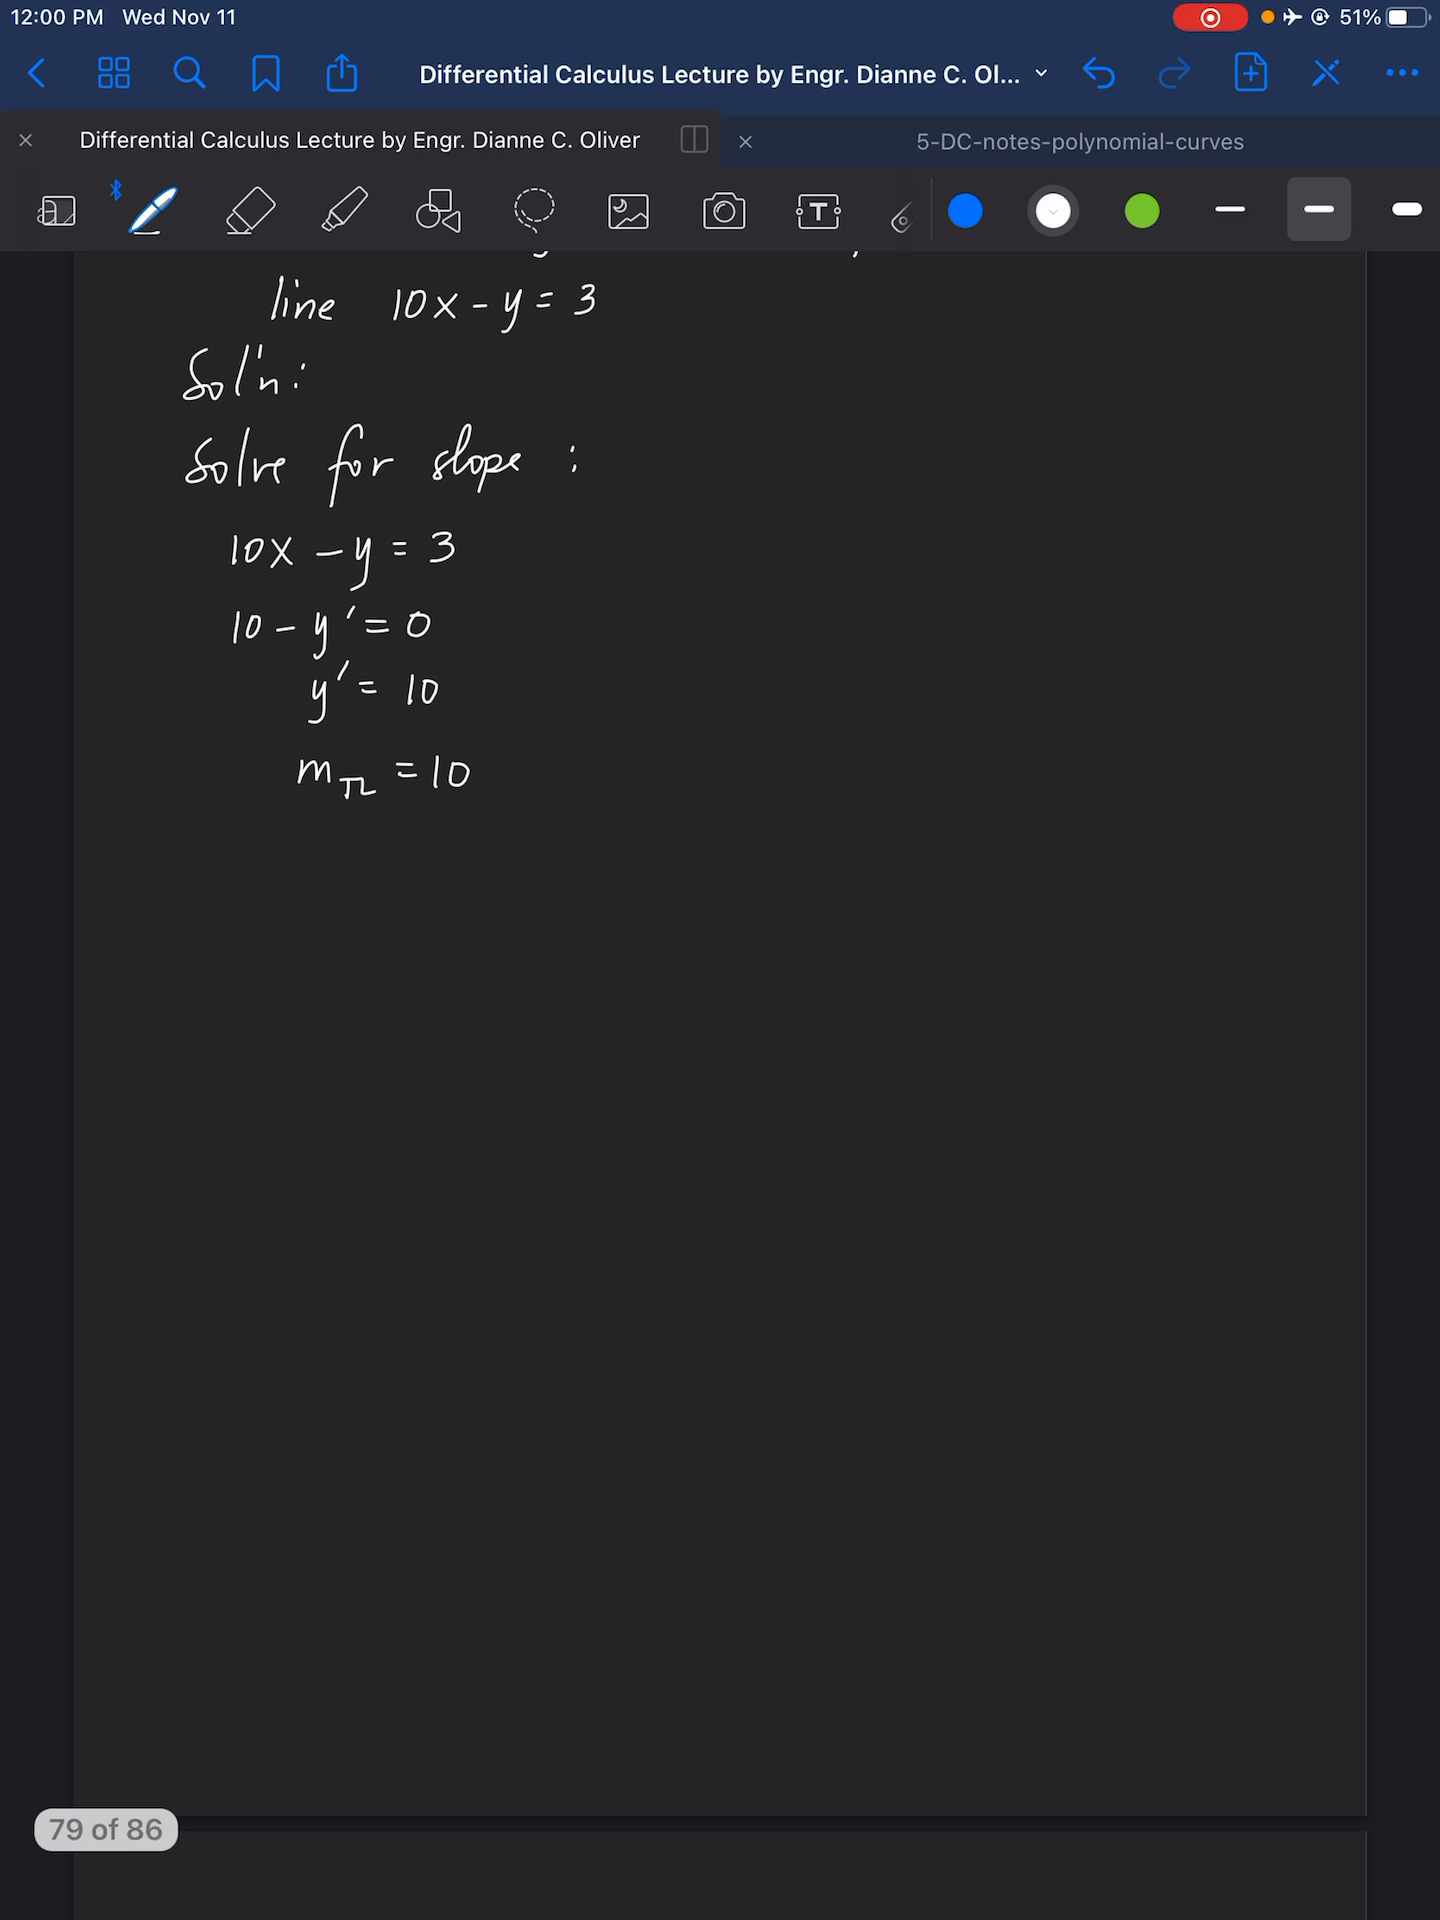 12:00 PM Wed Nov 11 51%
Differential Calculus Lecture by Engr. Dianne C. Ol...
Differential Calculus Lecture by Engr. Dianne C. Oliver
5-DC-notes-polynomial-curves
line 10x - y = 3
Sol'n:
Solve for slope :
10x - y = 3
10 - y' = 0
y' = 10
m_TL = 10
79 of 86